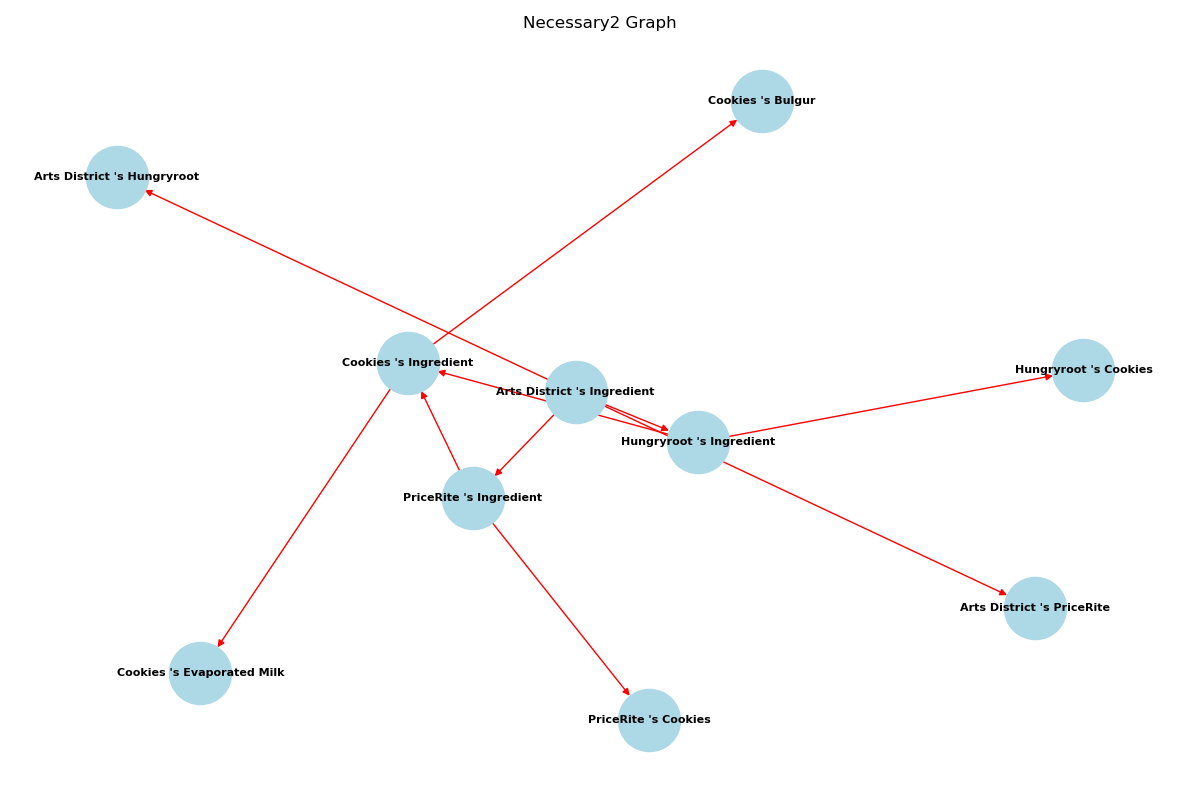 Necessary2 Graph
Cookies 's Bulgur
Arts District 's Hungryroot
Cookies 's Ingredient
Hungryroot 's Cookies
Arts District 's Ingredient
Hungryroot 's Ingredient
PriceRite 's Ingredient
Arts District 's PriceRite
Cookies 's Evaporated Milk
PriceRite 's Cookies